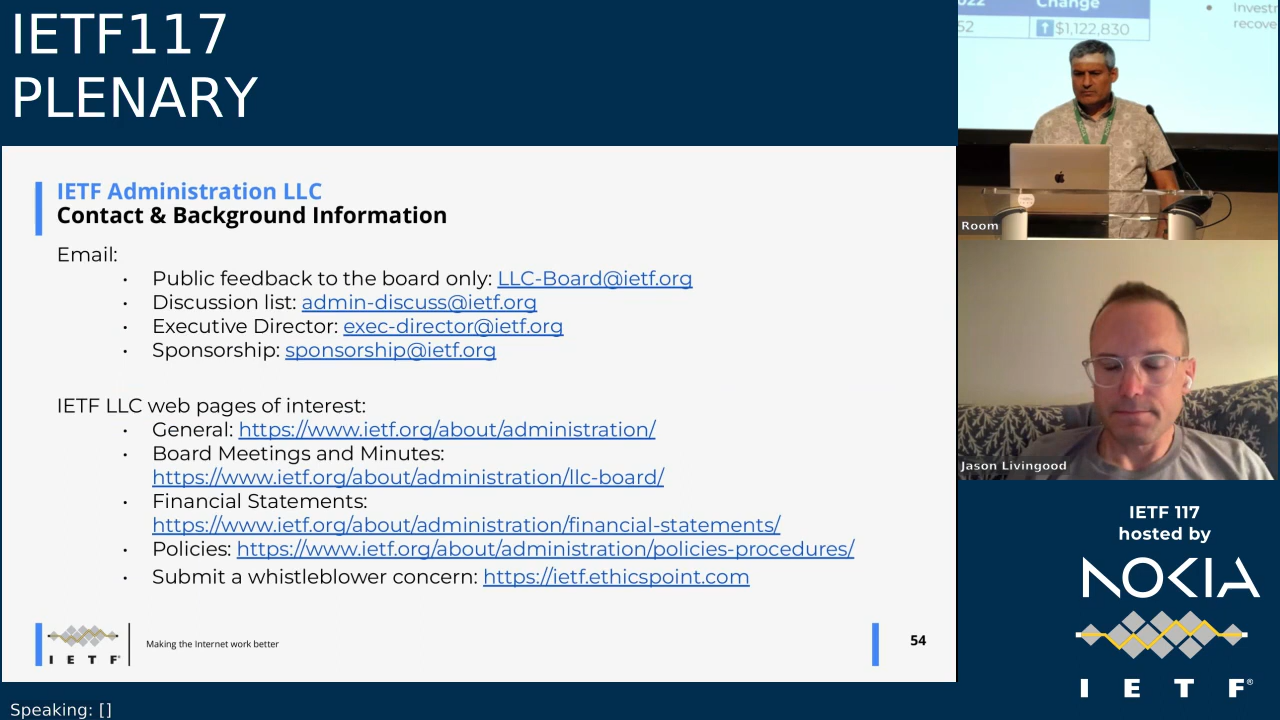 IETF117
PLENARY
IETF Administration LLC
Contact & Background Information
Email:
· Public feedback to the board only: LLC-Board@ietf.org
· Discussion list: admin-discuss@ietf.org
· Executive Director: exec-director@ietf.org
· Sponsorship: sponsorship@ietf.org
IETF LLC web pages of interest:
· General: https://www.ietf.org/about/administration/
· Board Meetings and Minutes:
https://www.ietf.org/about/administration/llc-board/
· Financial Statements:
https://www.ietf.org/about/administration/financial-statements/
· Policies: https://www.ietf.org/about/administration/policies-procedures/
· Submit a whistleblower concern: https://ietf.ethicspoint.com
I E T F®
Making the Internet work better
54
Speaking: []
Change
$1,122,830
Room
Jason Livingood
IETF 117
hosted by
NOKIA
I E T F®